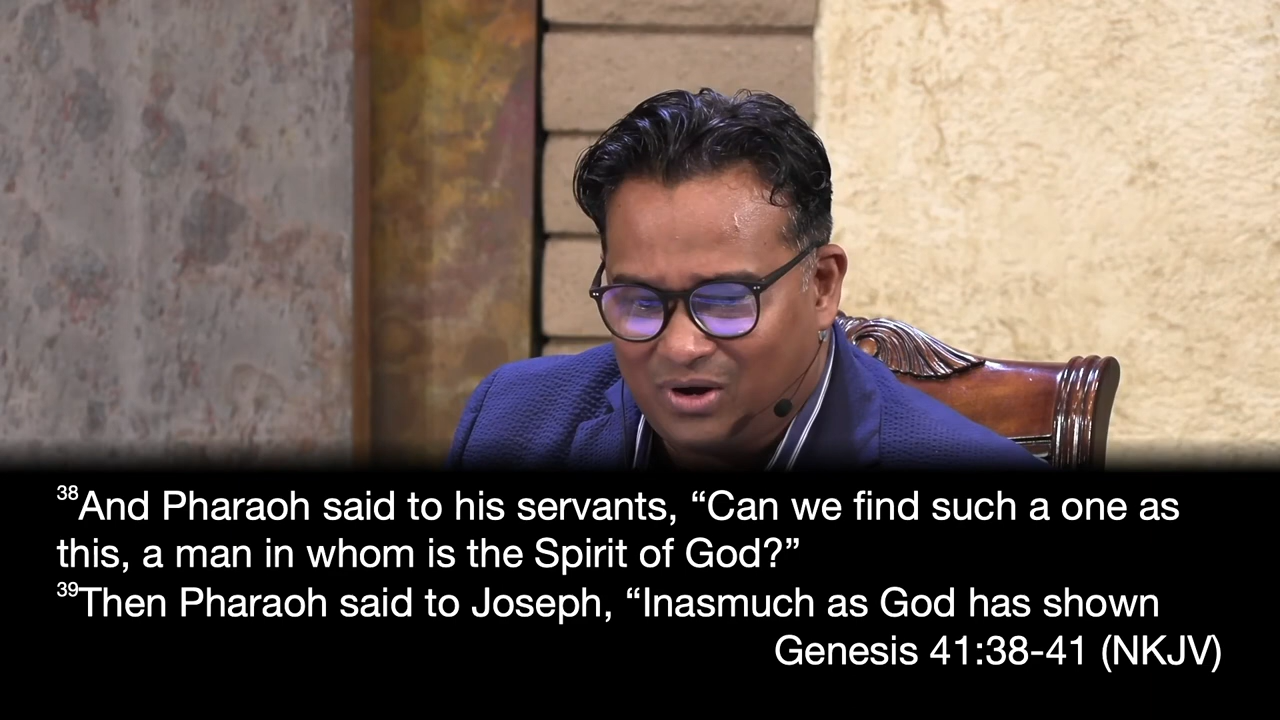 38And Pharaoh said to his servants, “Can we find such a one as
this, a man in whom is the Spirit of God?”
39Then Pharaoh said to Joseph, “Inasmuch as God has shown
Genesis 41:38-41 (NKJV)